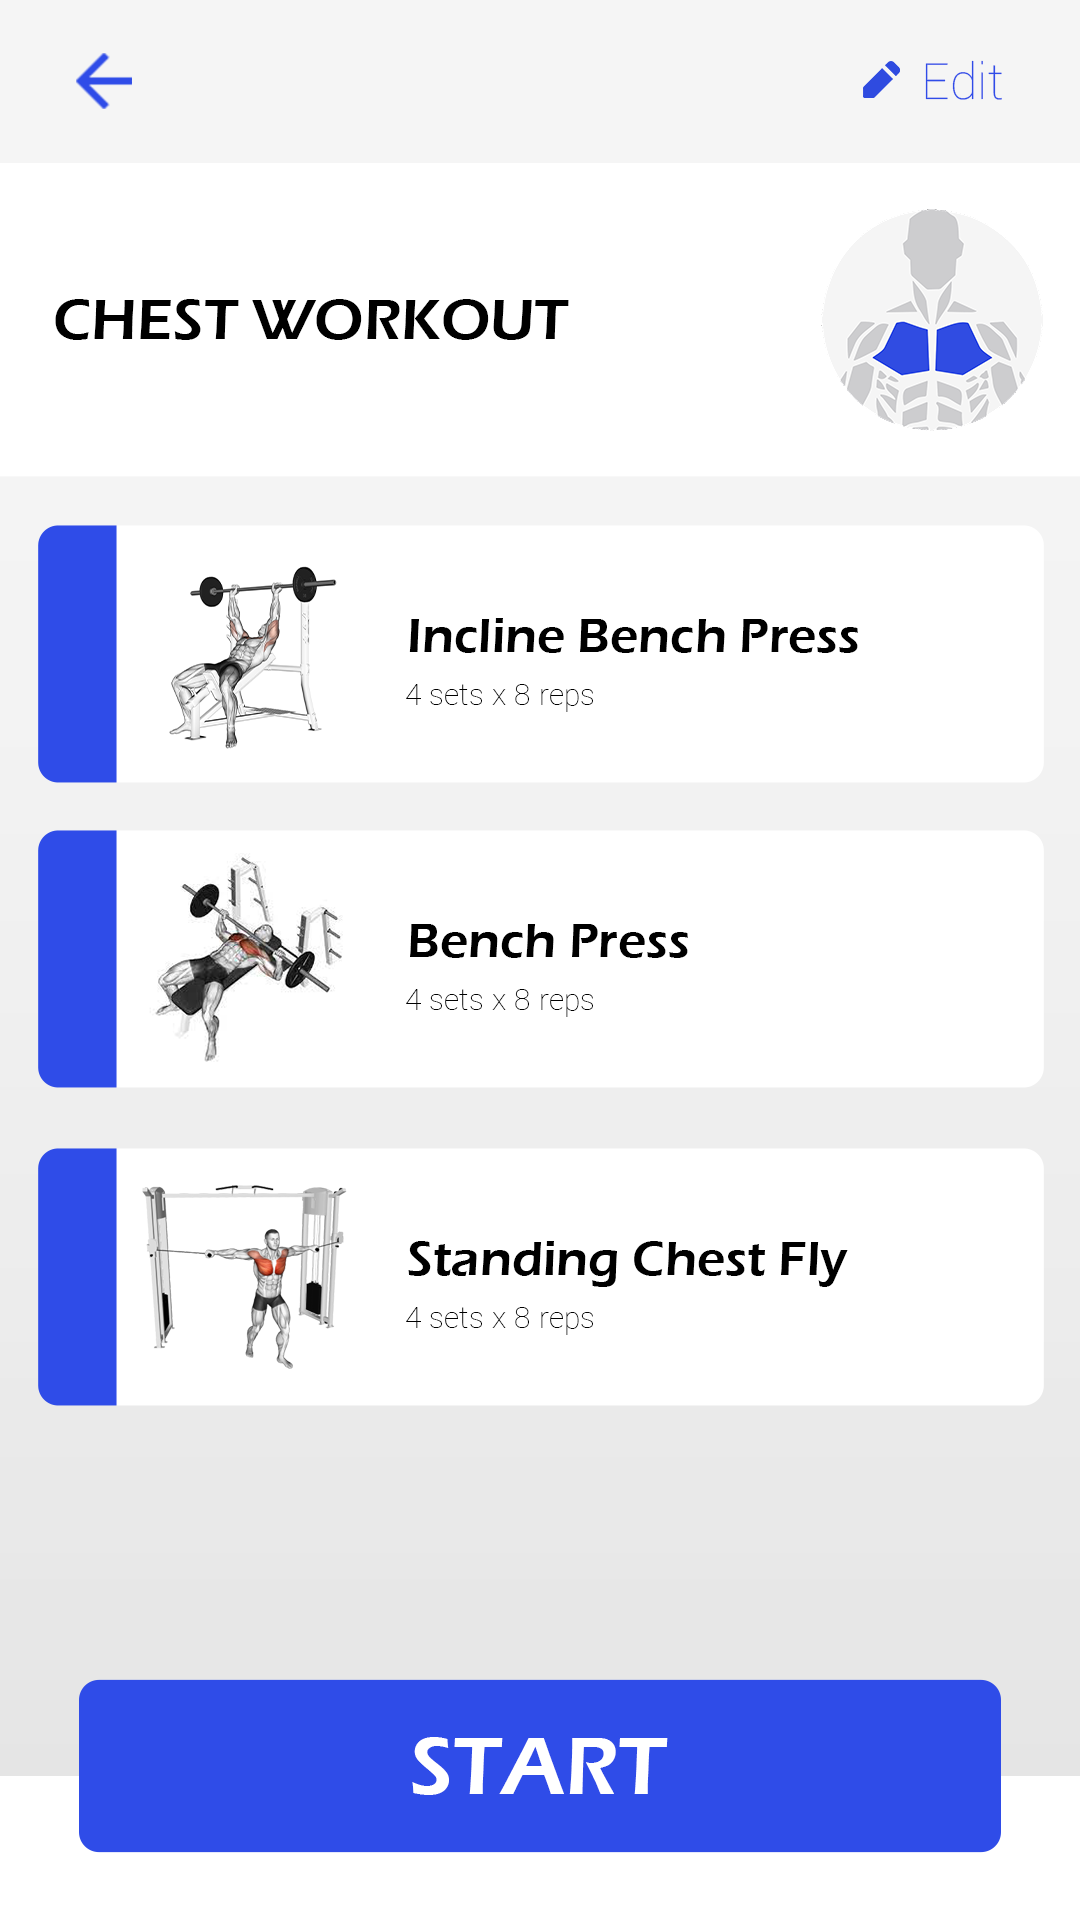 Edit
CHEST WORKOUT
Incline Bench Press
4 sets x 8 reps
Bench Press
4 sets x 8 reps
Standing Chest Fly
4 sets x 8 reps
START